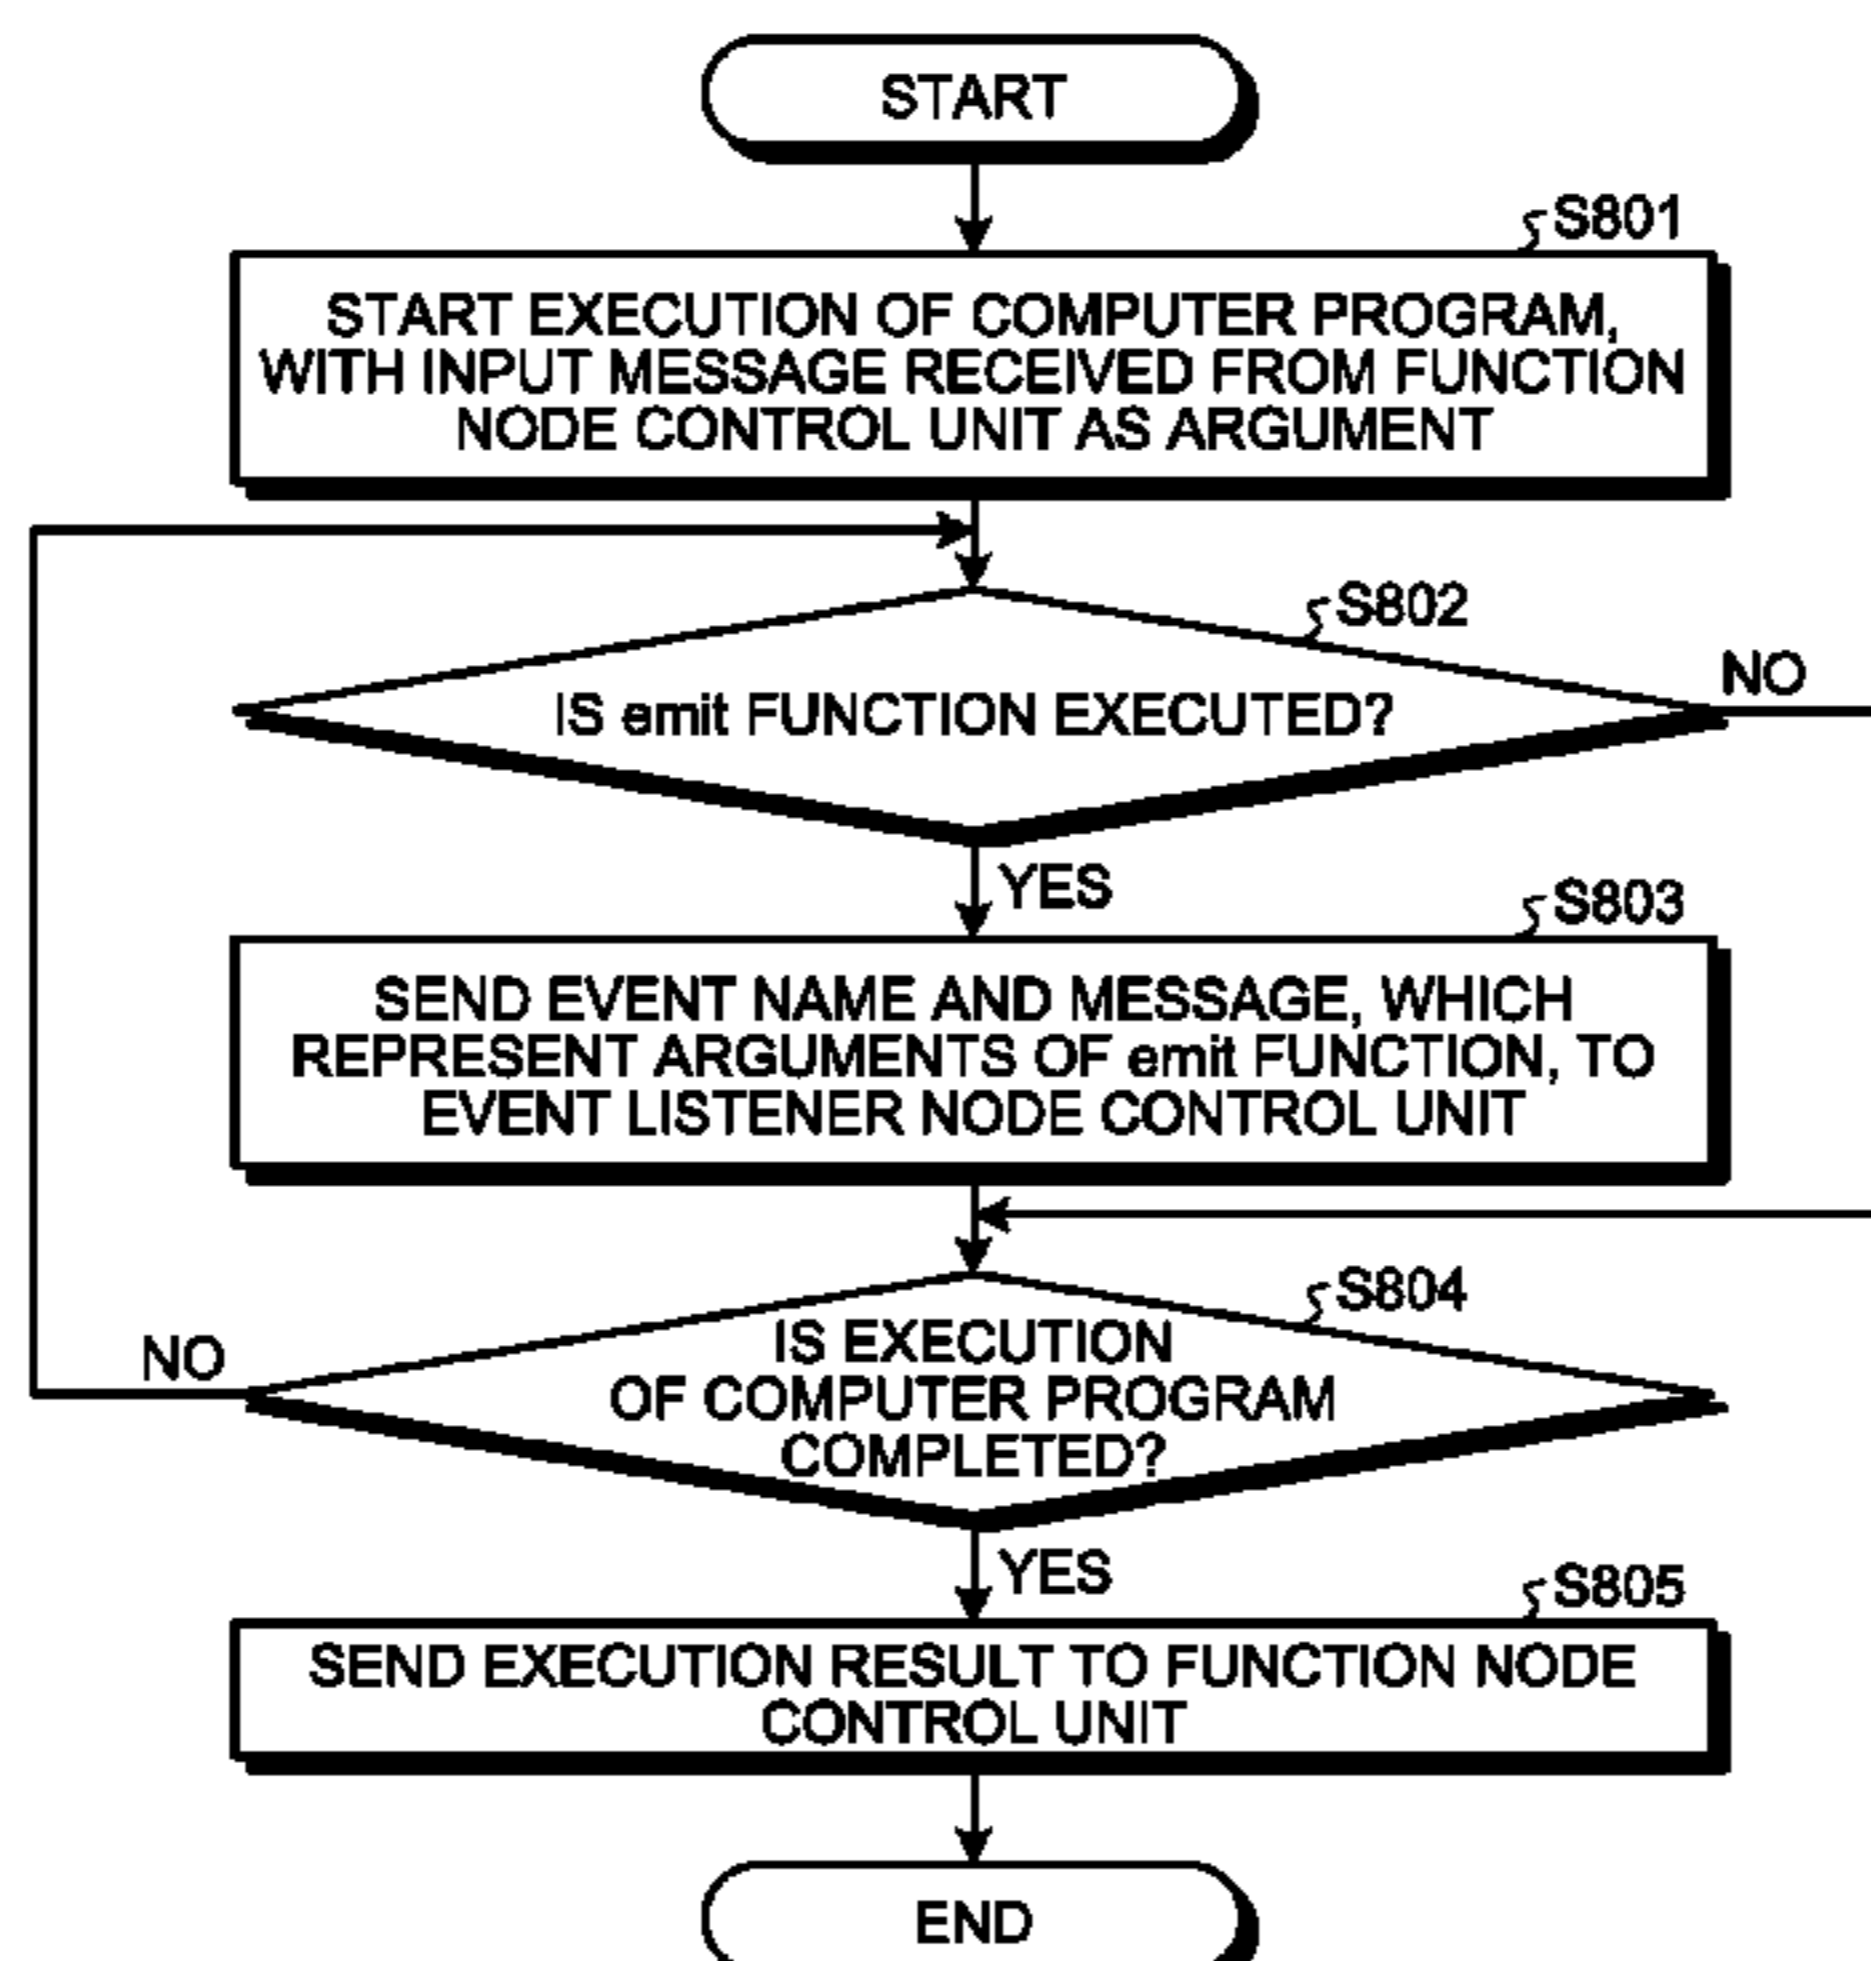 START
S801
START EXECUTION OF COMPUTER PROGRAM,
WITH INPUT MESSAGE RECEIVED FROM FUNCTION
NODE CONTROL UNIT AS ARGUMENT
S802
NO
IS emit FUNCTION EXECUTED?
YES
S803
SEND EVENT NAME AND MESSAGE, WHICH
REPRESENT ARGUMENTS OF emit FUNCTION, TO
EVENT LISTENER NODE CONTROL UNIT
S804
NO
IS EXECUTION
OF COMPUTER PROGRAM
COMPLETED?
YES
S805
SEND EXECUTION RESULT TO FUNCTION NODE
CONTROL UNIT
END